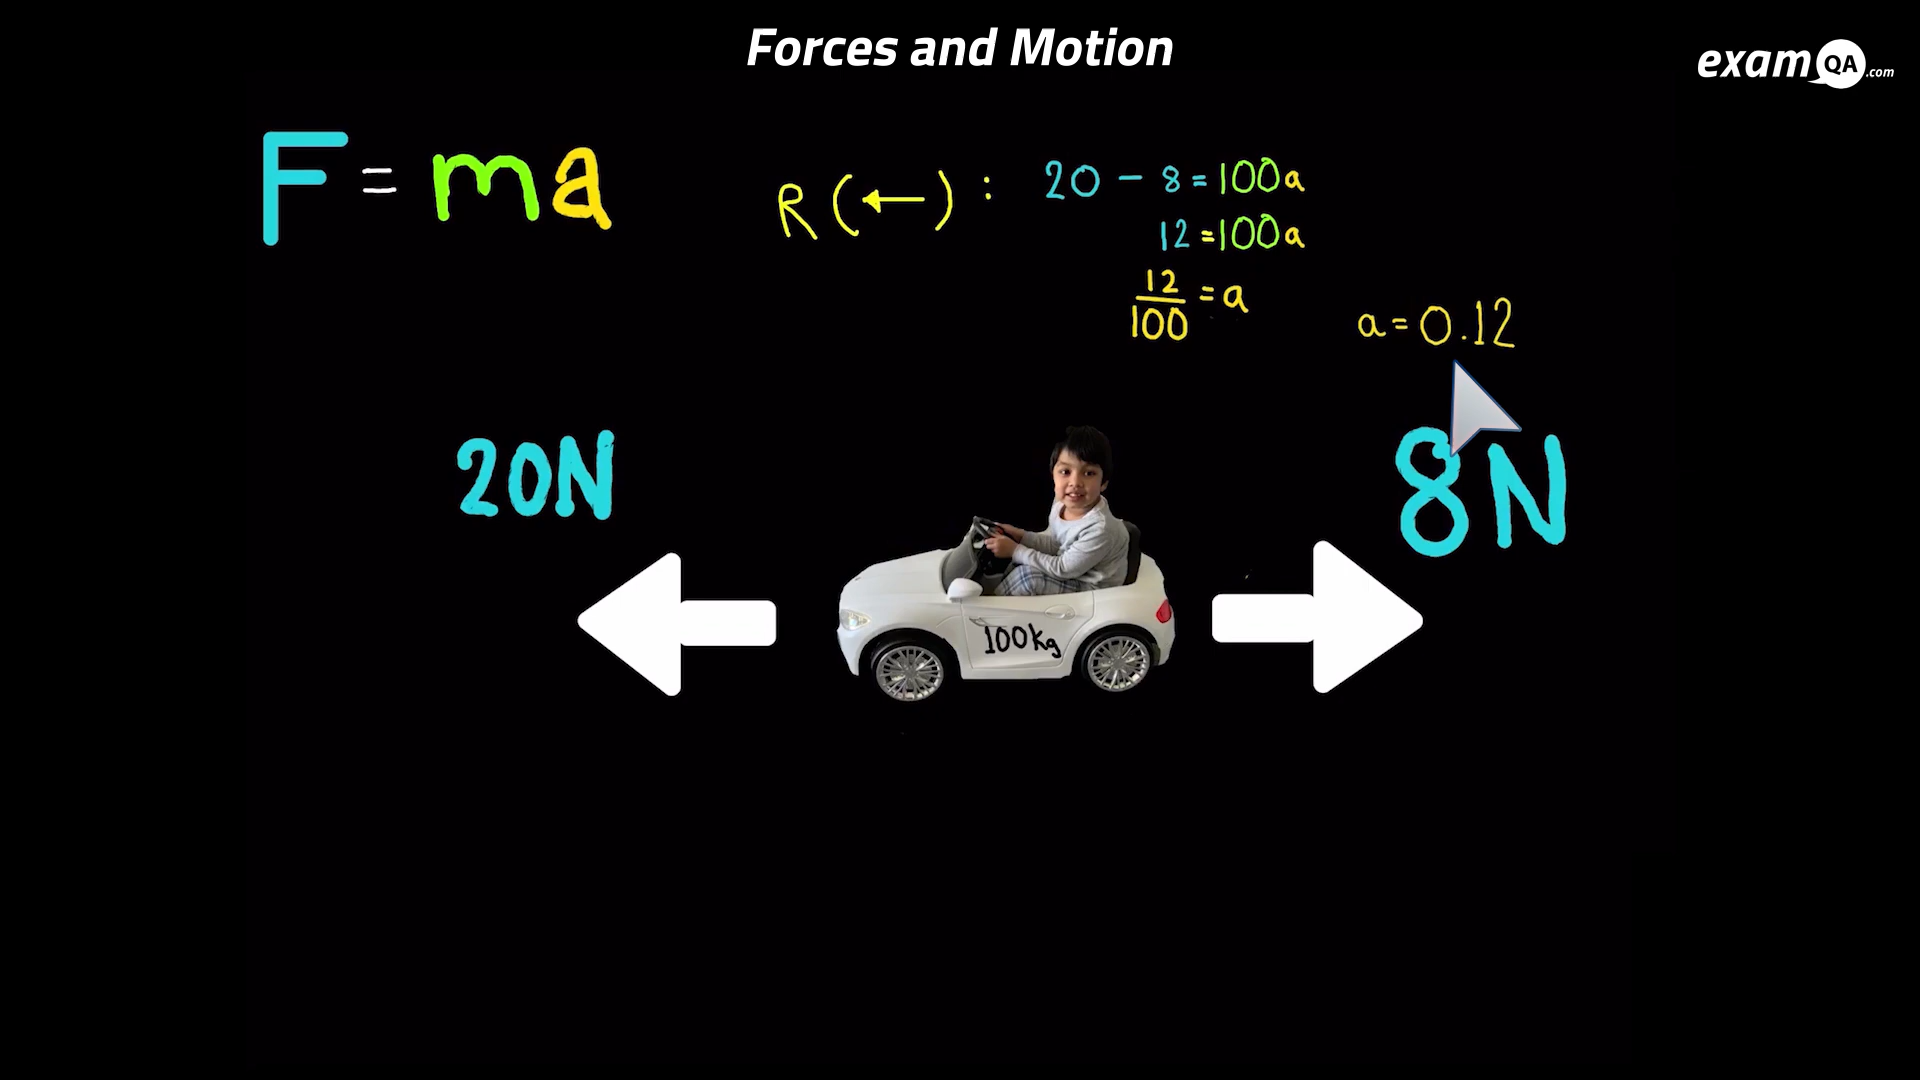 Forces and Motion
examQA.com
F = ma
R (←) : 20 - 8 = 100a
12 = 100a
12/100 = a
a = 0.12
20N
8N
100kg